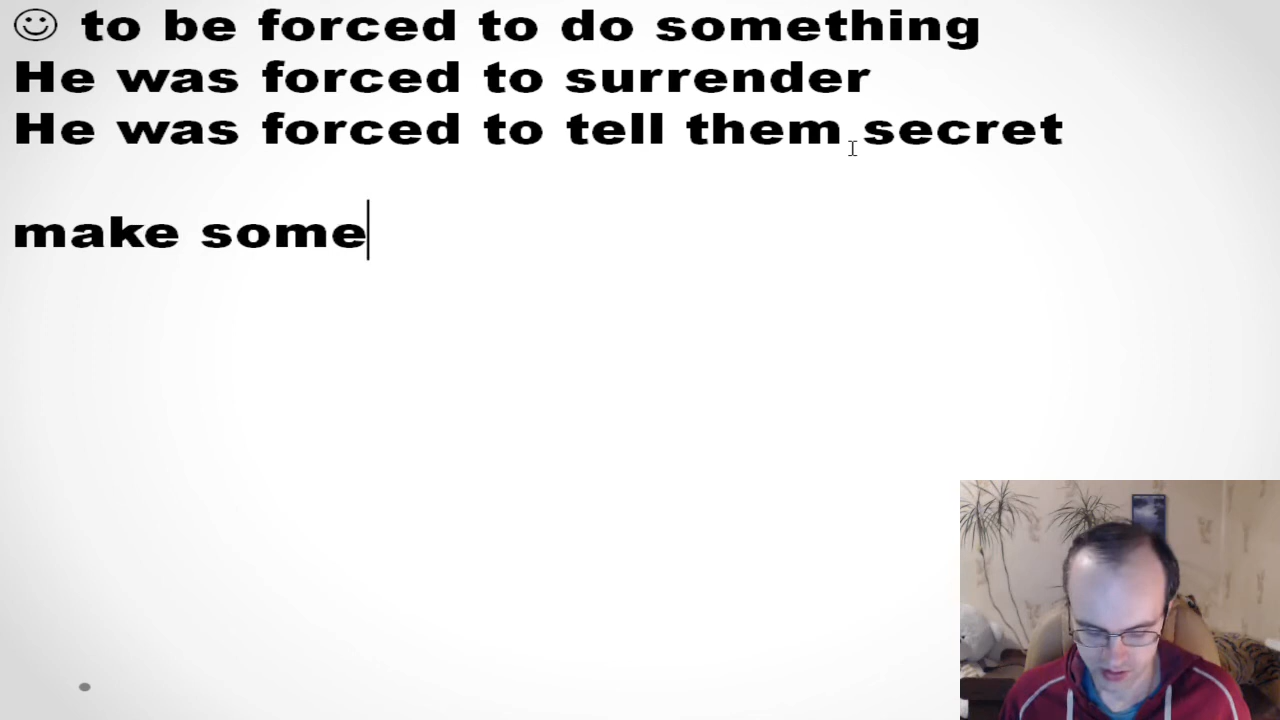 ☺ to be forced to do something
He was forced to surrender
He was forced to tell them secret
make some